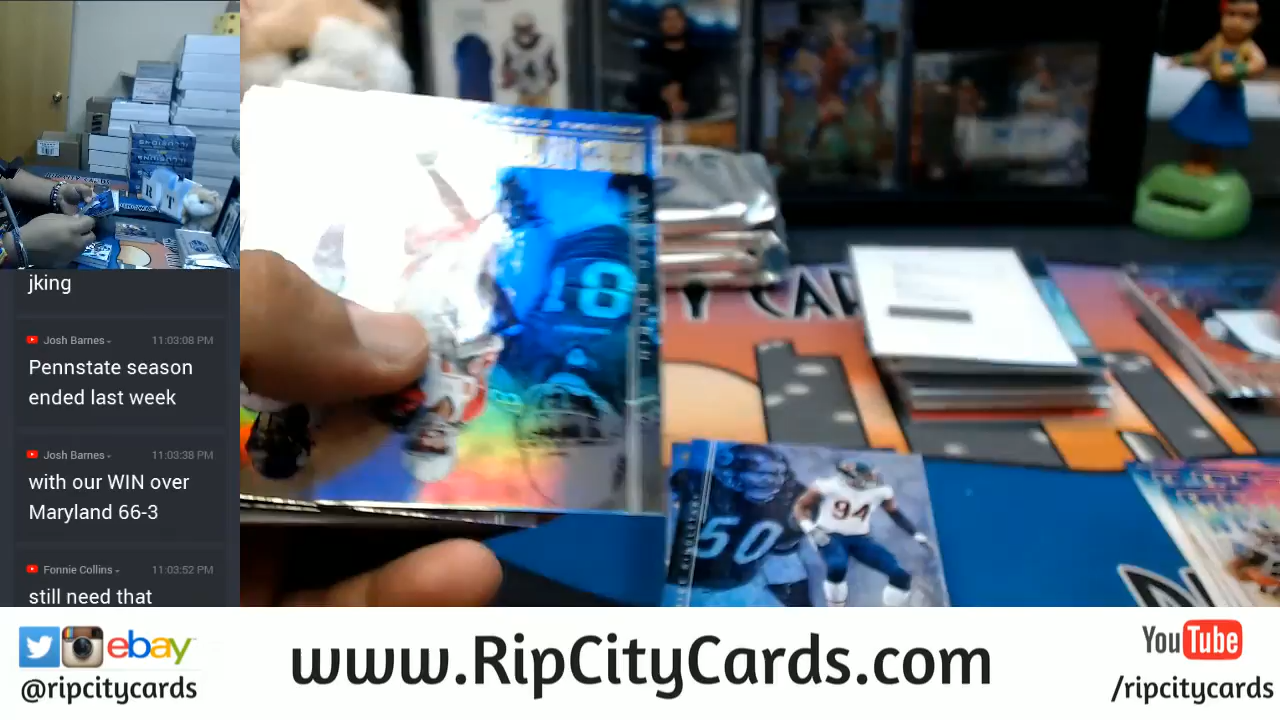 jking
Josh Barnes 11:03:08 PM
Pennstate season
ended last week
Josh Barnes 11:03:38 PM
with our WIN over
Maryland 66-3
Fonnie Collins 11:03:52 PM
still need that
18
50
94
4
R T
ebay
@ripcitycards
www.RipCityCards.com
YouTube
/ripcitycards